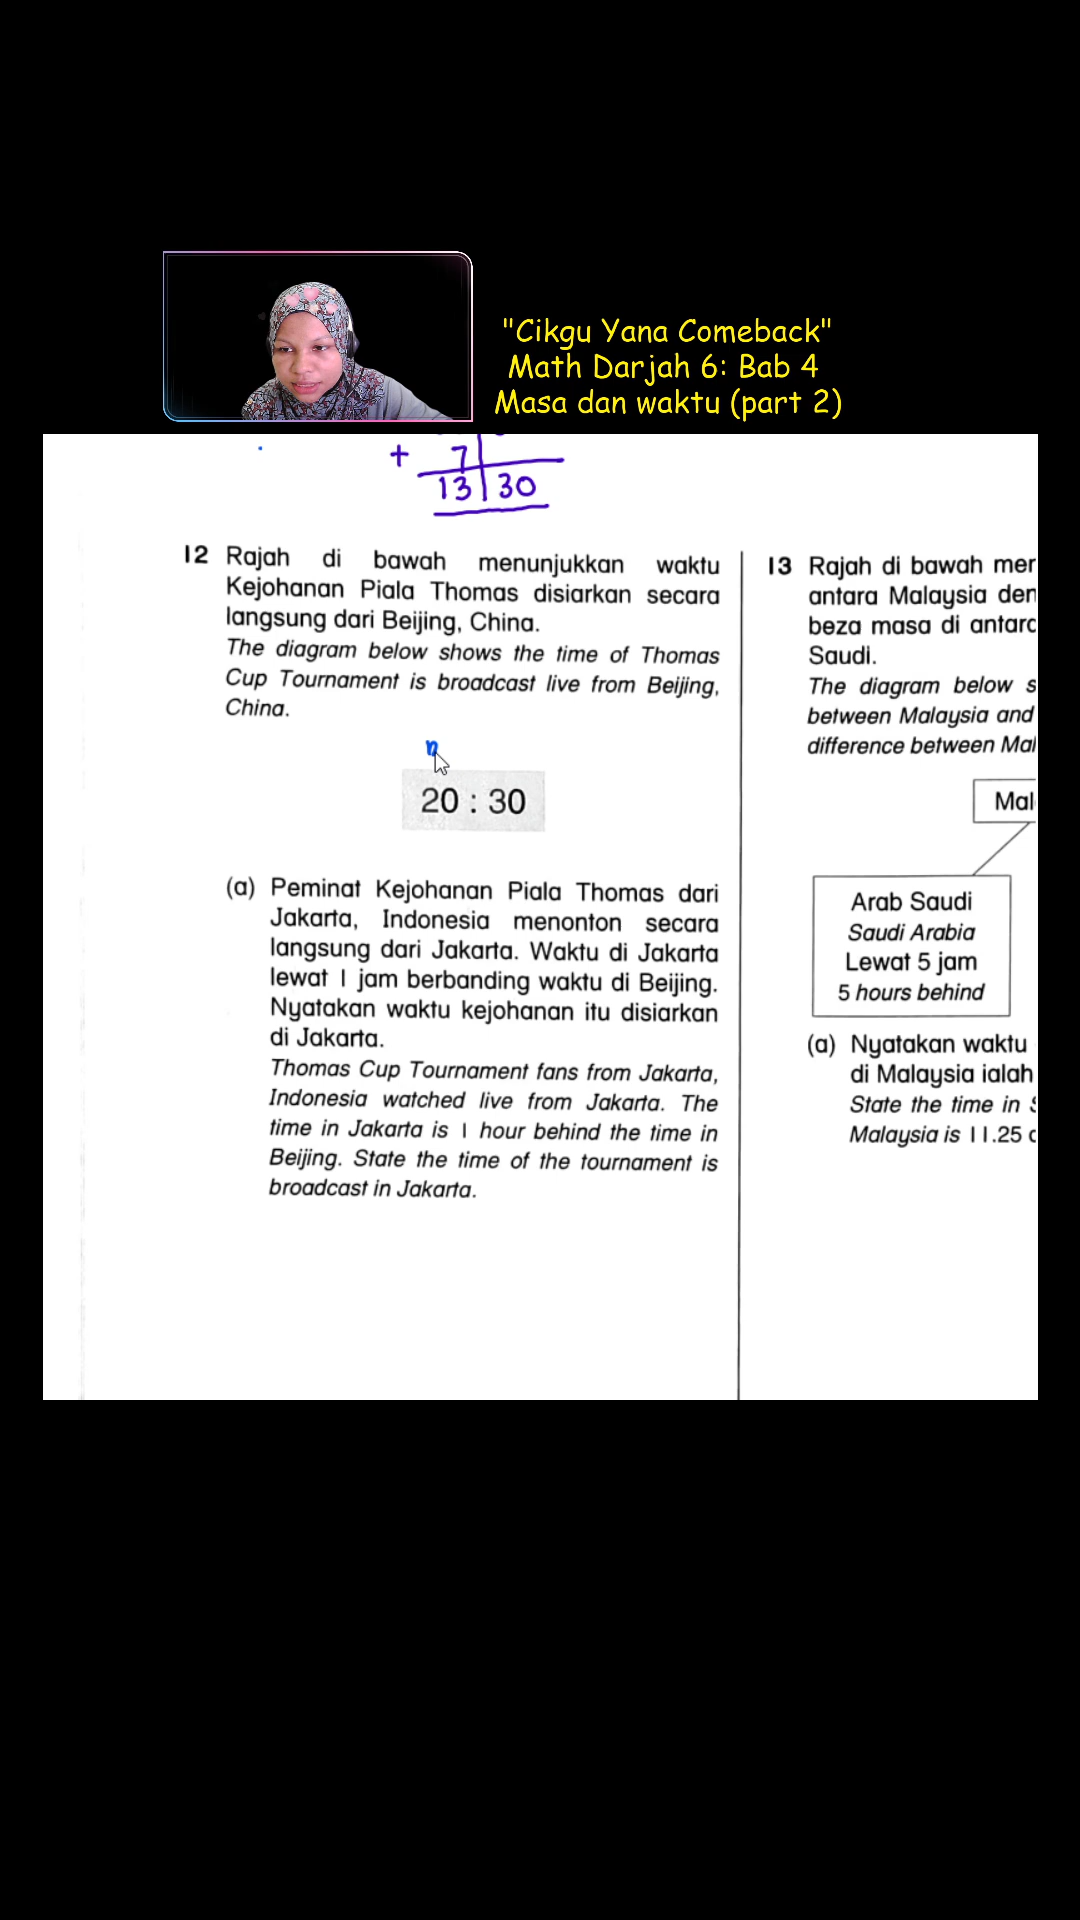 "Cikgu Yana Comeback"
Math Darjah 6: Bab 4
Masa dan waktu (part 2)
+ 7
13 30
12 Rajah di bawah menunjukkan waktu
Kejohanan Piala Thomas disiarkan secara
langsung dari Beijing, China.
The diagram below shows the time of Thomas
Cup Tournament is broadcast live from Beijing,
China.
20 : 30
(a) Peminat Kejohanan Piala Thomas dari
Jakarta, Indonesia menonton secara
langsung dari Jakarta. Waktu di Jakarta
lewat 1 jam berbanding waktu di Beijing.
Nyatakan waktu kejohanan itu disiarkan
di Jakarta.
Thomas Cup Tournament fans from Jakarta,
Indonesia watched live from Jakarta. The
time in Jakarta is 1 hour behind the time in
Beijing. State the time of the tournament is
broadcast in Jakarta.
13 Rajah di bawah mer
antara Malaysia den
beza masa di antara
Saudi.
The diagram below s
between Malaysia and
difference between Mal
Mal
Arab Saudi
Saudi Arabia
Lewat 5 jam
5 hours behind
(a) Nyatakan waktu
di Malaysia ialah
State the time in S
Malaysia is 11.25